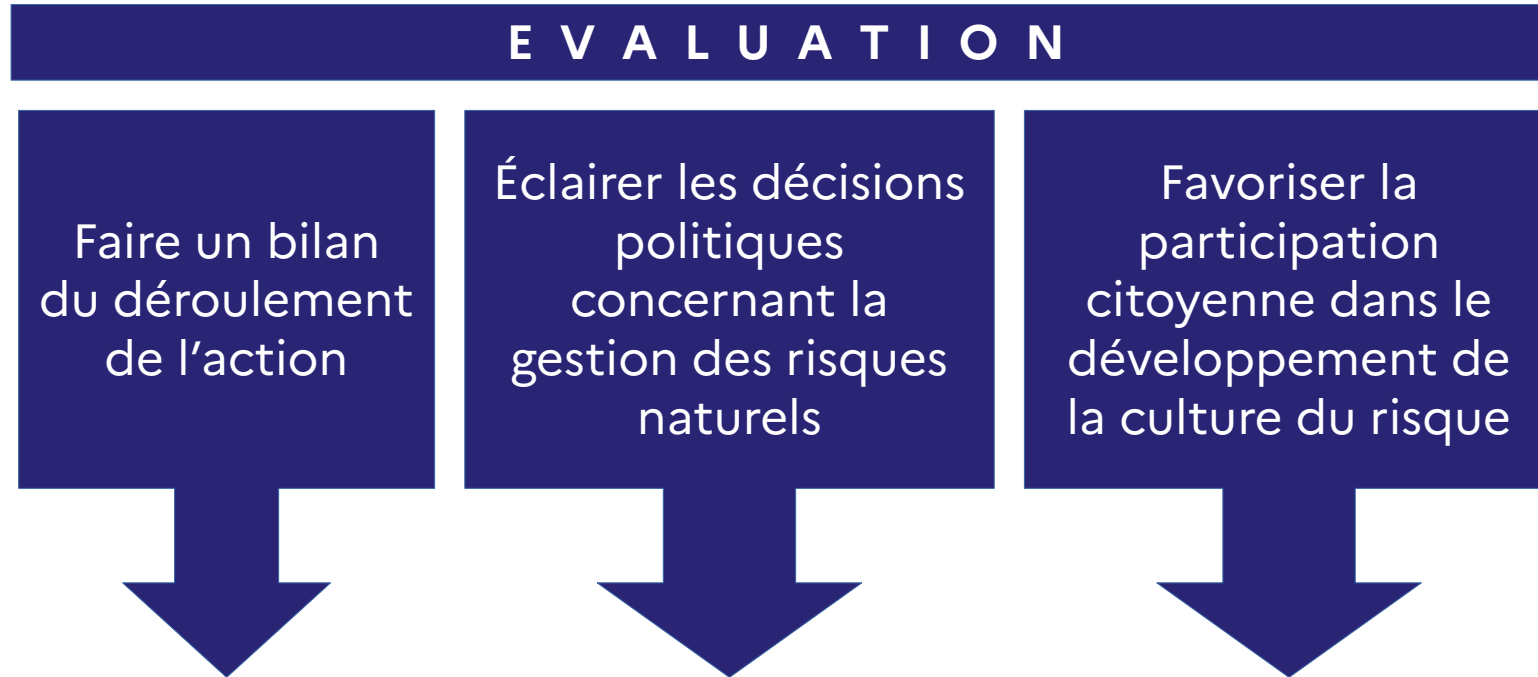 EVALUATION
Faire un bilan
du déroulement
de l’action
Éclairer les décisions
politiques
concernant la
gestion des risques
naturels
Favoriser la
participation
citoyenne dans le
développement de
la culture du risque